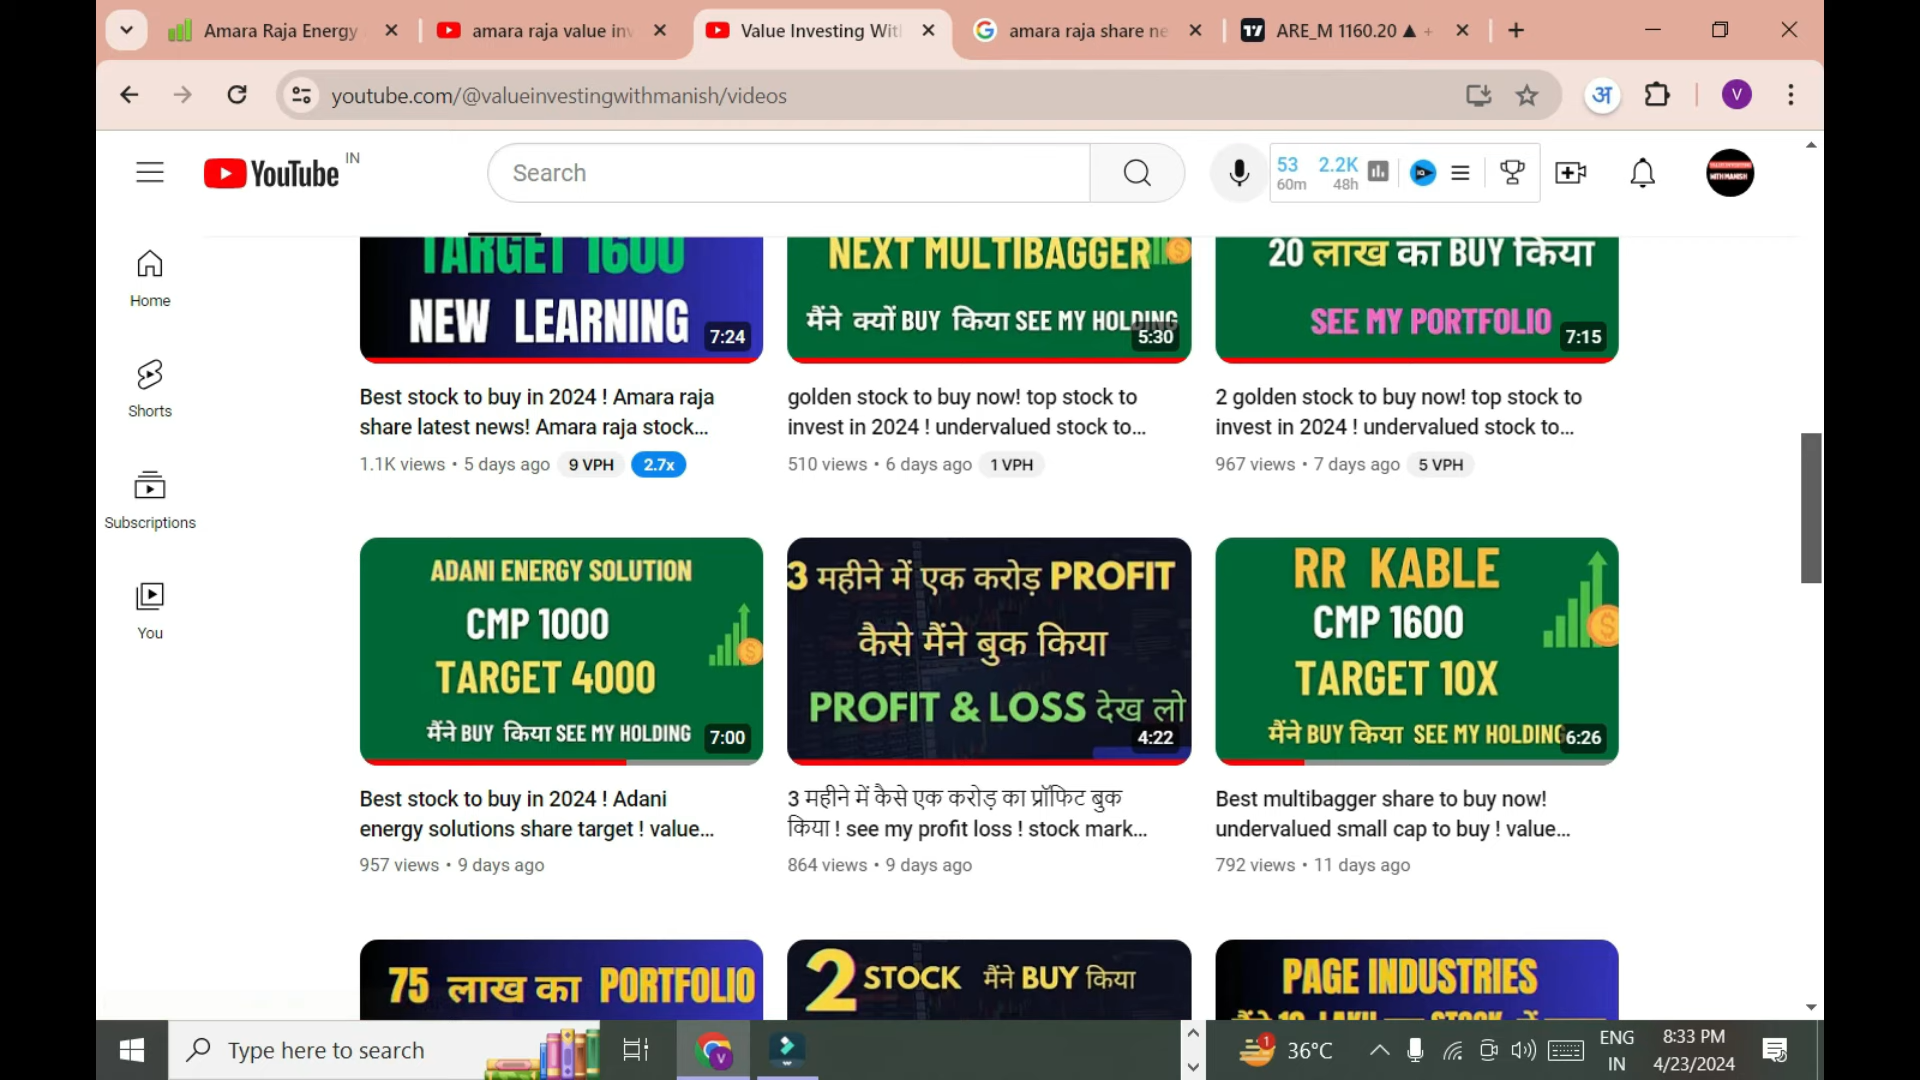 Amara Raja Energy
amara raja value inv
Value Investing Wit
amara raja share ne
ARE_M 1160.20 ▲ +
youtube.com/@valueinvestingwithmanish/videos
अ
V
YouTube IN
Search
53 2.2K
60m 48h
Home
Shorts
Subscriptions
You
TARGET 1600
NEW LEARNING
7:24
NEXT MULTIBAGGER
मैंने क्यों BUY किया SEE MY HOLDING
5:30
20 लाख का BUY किया
SEE MY PORTFOLIO
7:15
Best stock to buy in 2024 ! Amara raja
share latest news! Amara raja stock...
1.1K views • 5 days ago 9 VPH 2.7x
golden stock to buy now! top stock to
invest in 2024 ! undervalued stock to...
510 views • 6 days ago 1 VPH
2 golden stock to buy now! top stock to
invest in 2024 ! undervalued stock to...
967 views • 7 days ago 5 VPH
ADANI ENERGY SOLUTION
CMP 1000
TARGET 4000
मैंने BUY किया SEE MY HOLDING
7:00
3 महीने में एक करोड़ PROFIT
कैसे मैंने बुक किया
PROFIT & LOSS देख लो
4:22
RR KABLE
CMP 1600
TARGET 10X
मैंने BUY किया SEE MY HOLDING
6:26
Best stock to buy in 2024 ! Adani
energy solutions share target ! value...
957 views • 9 days ago
3 महीने में कैसे एक करोड़ का प्रॉफिट बुक
किया ! see my profit loss ! stock mark...
864 views • 9 days ago
Best multibagger share to buy now!
undervalued small cap to buy ! value...
792 views • 11 days ago
75 लाख का PORTFOLIO
2 STOCK मैंने BUY किया
PAGE INDUSTRIES
Type here to search
1
36°C
ENG
IN
8:33 PM
4/23/2024